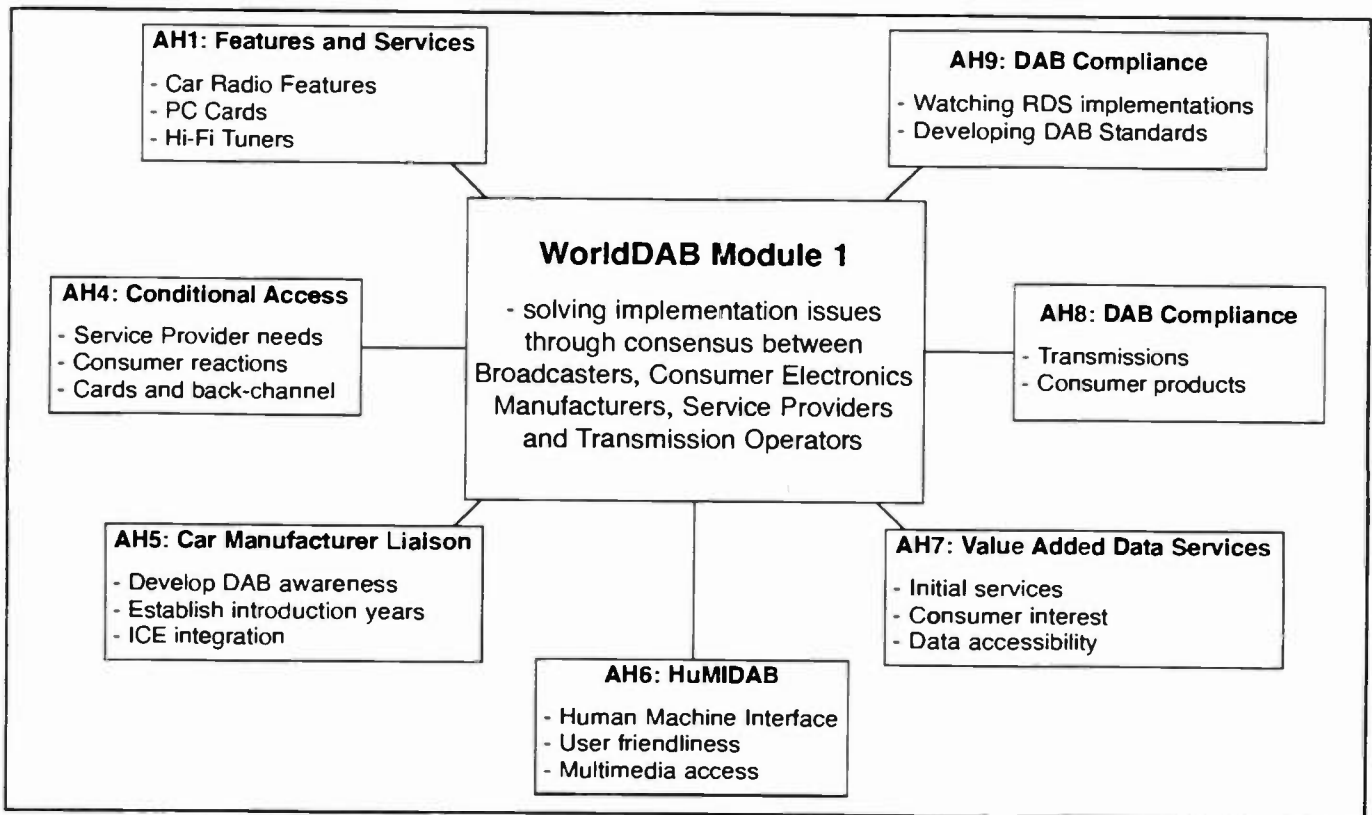 AH1: Features and Services
- Car Radio Features
- PC Cards
- Hi-Fi Tuners
AH9: DAB Compliance
- Watching RDS implementations
- Developing DAB Standards
WorldDAB Module 1
- solving implementation issues
through consensus between
Broadcasters, Consumer Electronics
Manufacturers, Service Providers
and Transmission Operators
AH4: Conditional Access
- Service Provider needs
- Consumer reactions
- Cards and back-channel
AH8: DAB Compliance
- Transmissions
- Consumer products
AH5: Car Manufacturer Liaison
- Develop DAB awareness
- Establish introduction years
- ICE integration
AH7: Value Added Data Services
- Initial services
- Consumer interest
- Data accessibility
AH6: HuMIDAB
- Human Machine Interface
- User friendliness
- Multimedia access